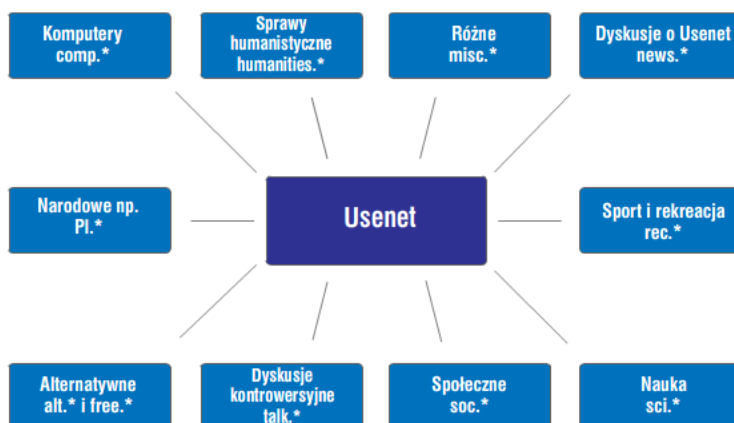 Komputery
comp.*
Sprawy
humanistyczne
humanities.*
Różne
misc.*
Dyskusje o Usenet
news.*
Narodowe np.
Pl.*
Usenet
Sport i rekreacja
rec.*
Alternatywne
alt.* i free.*
Dyskusje
kontrowersyjne
talk.*
Społeczne
soc.*
Nauka
sci.*